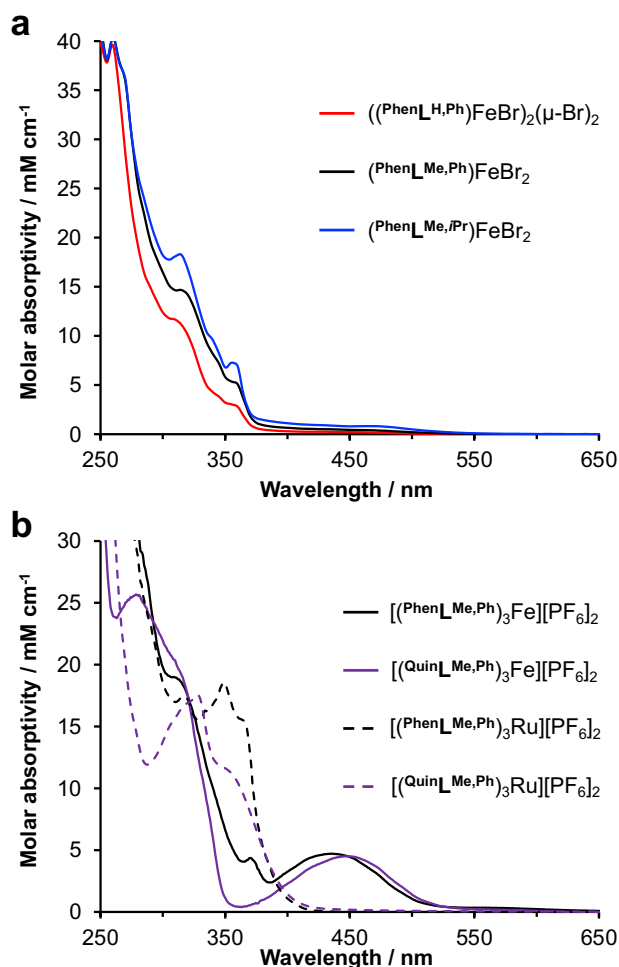 a
40
35
30
25
20
15
10
5
0
Molar absorptivity / mM cm⁻¹
((ᴾʰᵉⁿLᴴ,ᴾʰ)FeBr)₂(μ-Br)₂
(ᴾʰᵉⁿLᴹᵉ,ᴾʰ)FeBr₂
(ᴾʰᵉⁿLᴹᵉ,ⁱᴾʳ)FeBr₂
250 350 450 550 650
Wavelength / nm
b
30
25
20
15
10
5
0
Molar absorptivity / mM cm⁻¹
[(ᴾʰᵉⁿLᴹᵉ,ᴾʰ)₃Fe][PF₆]₂
[(QuⁱⁿLᴹᵉ,ᴾʰ)₃Fe][PF₆]₂
[(ᴾʰᵉⁿLᴹᵉ,ᴾʰ)₃Ru][PF₆]₂
[(QuⁱⁿLᴹᵉ,ᴾʰ)₃Ru][PF₆]₂
250 350 450 550 650
Wavelength / nm